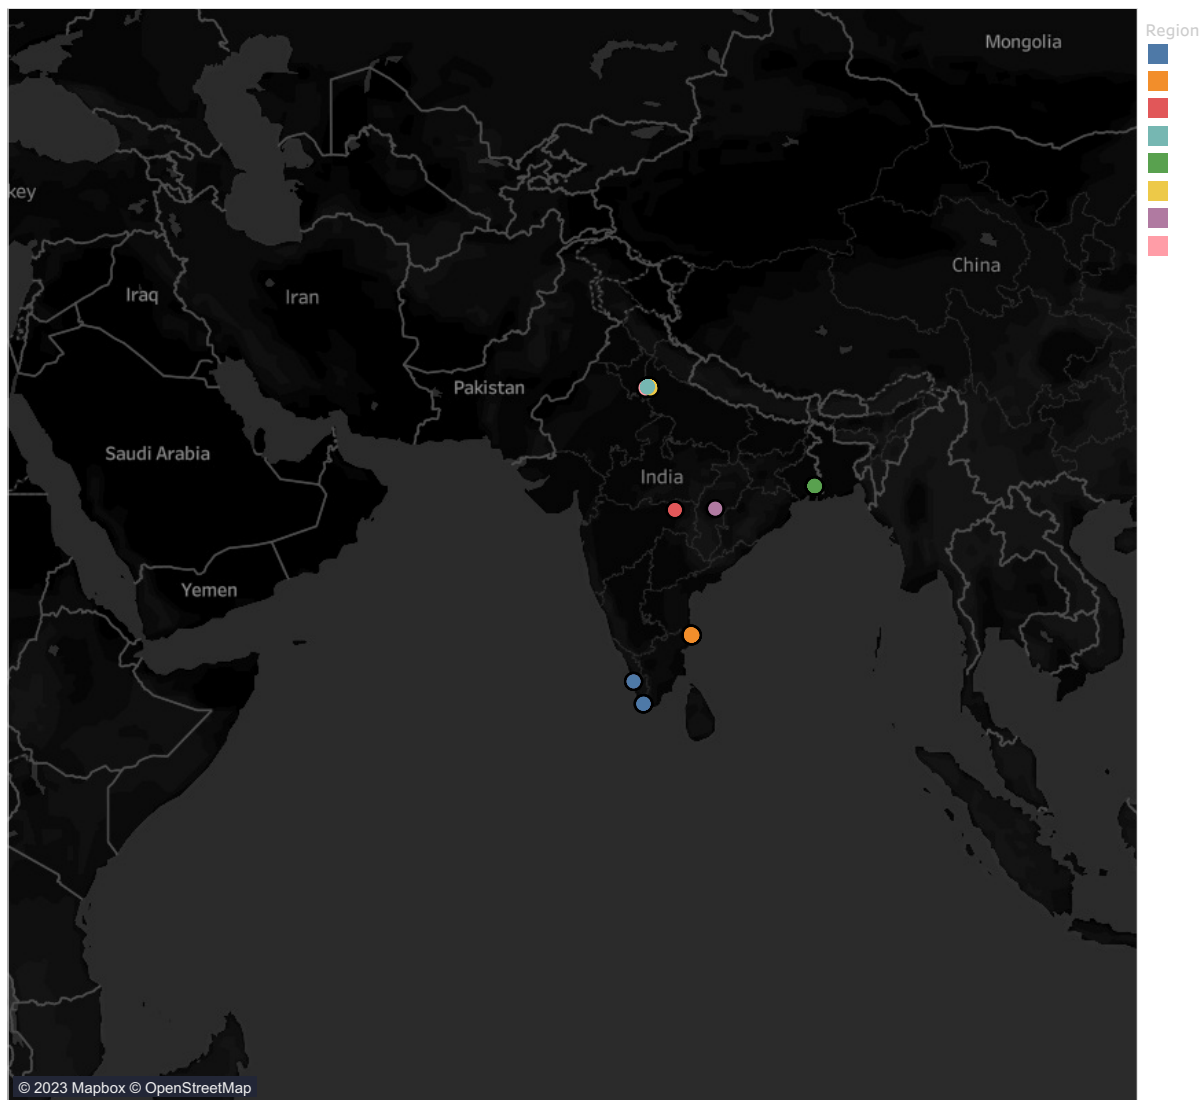 Region
Mongolia
key
China
Iraq
Iran
Pakistan
Saudi Arabia
India
Yemen
© 2023 Mapbox © OpenStreetMap